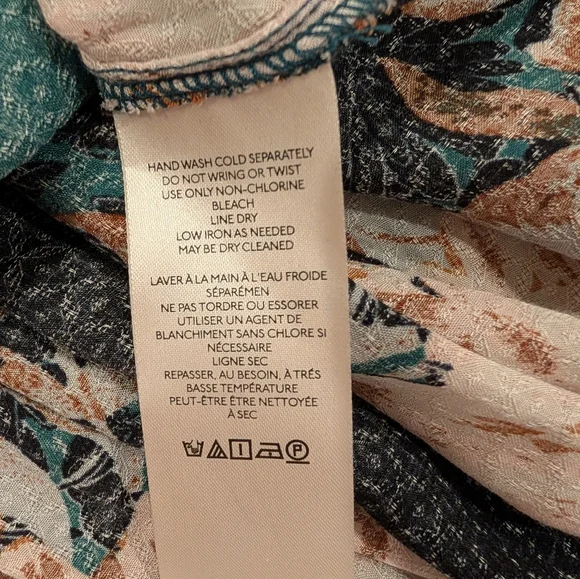 HAND WASH COLD SEPARATELY
DO NOT WRING OR TWIST
USE ONLY NON-CHLORINE
BLEACH
LINE DRY
LOW IRON AS NEEDED
MAY BE DRY CLEANED
LAVER À LA MAIN À L'EAU FROIDE
SÉPARÉMEN
NE PAS TORDRE OU ESSORER
UTILISER UN AGENT DE
BLANCHIMENT SANS CHLORE SI
NÉCESSAIRE
LIGNE SEC
REPASSER, AU BESOIN, À TRÉS
BASSE TEMPÉRATURE
PEUT-ÊTRE ÊTRE NETTOYÉE
À SEC
P